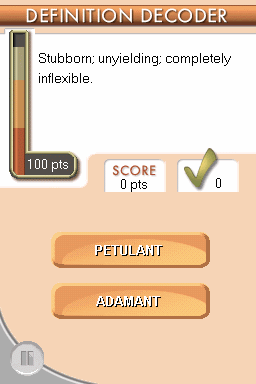 DEFINITION DECODER
Stubborn; unyielding; completely
inflexible.
100 pts
SCORE
0 pts
0
PETULANT
ADAMANT